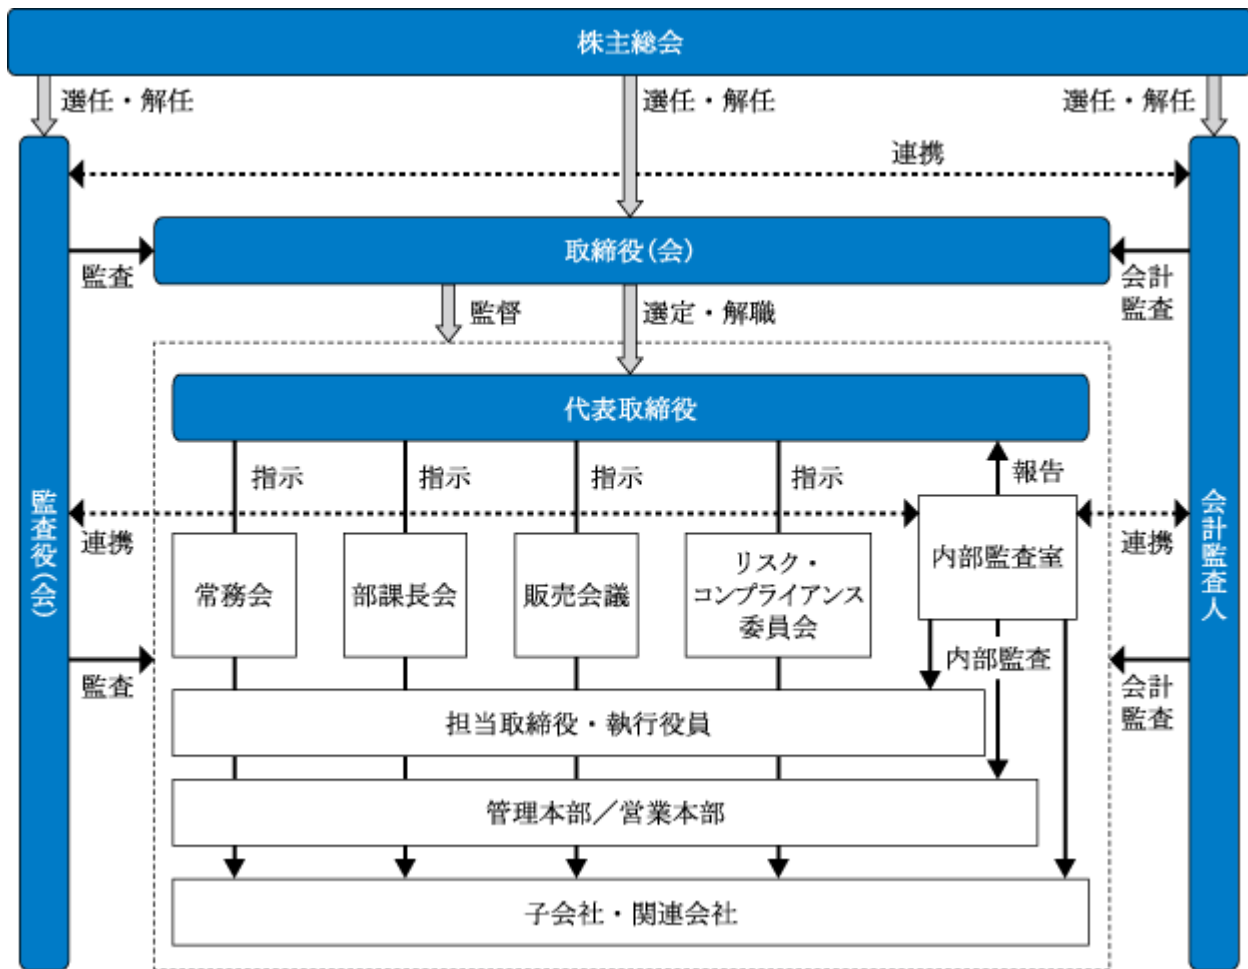 株主総会
選任・解任
選任・解任
選任・解任
連携
取締役(会)
監査
会計
監査
監督
選定・解職
代表取締役
指示
指示
指示
指示
報告
監査役(会)
会計監査人
連携
連携
常務会
部課長会
販売会議
リスク・
コンプライアンス
委員会
内部監査室
内部監査
監査
会計
監査
担当取締役・執行役員
管理本部／営業本部
子会社・関連会社